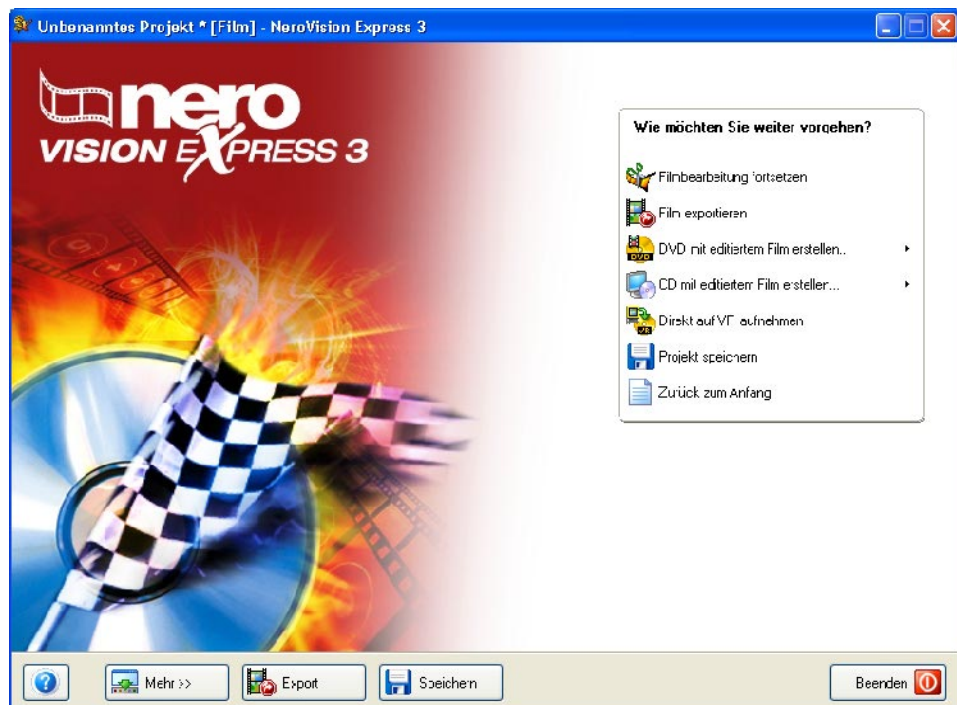 Unbenanntes Projekt * [Film] - NeroVision Express 3
nero
VISION EXPRESS 3
Wie möchten Sie weiter vorgehen?
Filmbearbeitung fortsetzen
Film exportieren
DVD mit editiertem Film erstellen..
CD mit editiertem Film erstellen...
Direkt auf VR aufnehmen
Projekt speichern
Zurück zum Anfang
Mehr >>
Export
Speichern
Beenden